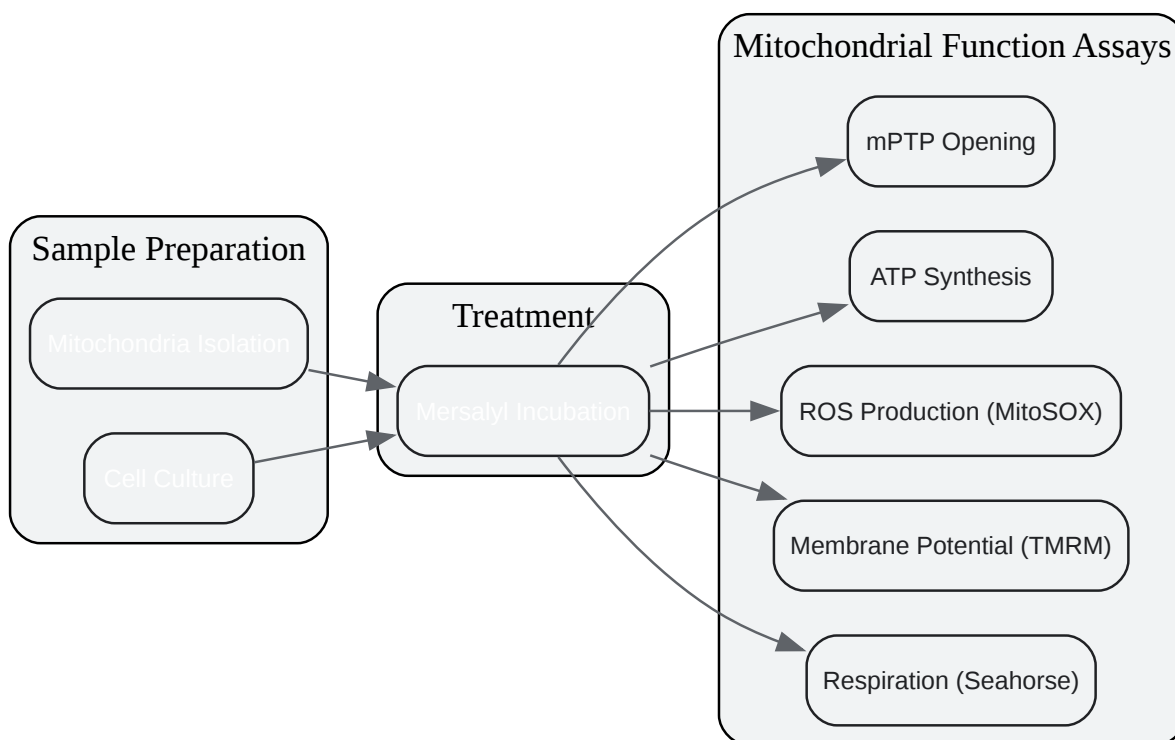 Sample Preparation
Mitochondria Isolation
Cell Culture
Treatment
Mersalyl Incubation
Mitochondrial Function Assays
mPTP Opening
ATP Synthesis
ROS Production (MitoSOX)
Membrane Potential (TMRM)
Respiration (Seahorse)